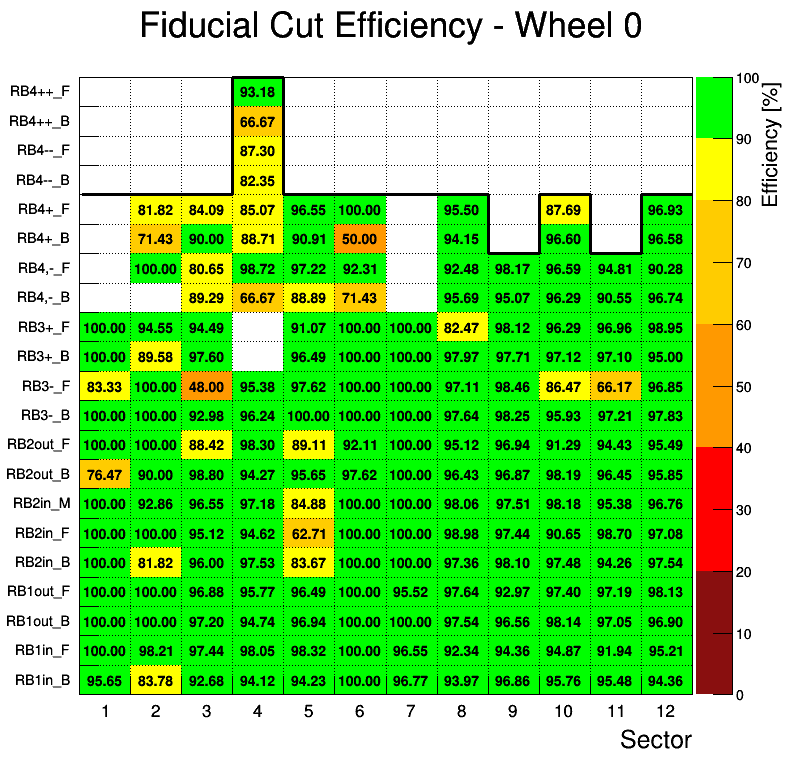 Fiducial Cut Efficiency - Wheel 0
RB4++_F 93.18
RB4++_B 66.67
RB4--_F 87.30
RB4--_B 82.35
RB4+_F 81.82 84.09 85.07 96.55 100.00 95.50 87.69 96.93
RB4+_B 71.43 90.00 88.71 90.91 50.00 94.15 96.60 96.58
RB4,-_F 100.00 80.65 98.72 97.22 92.31 92.48 98.17 96.59 94.81 90.28
RB4,-_B 89.29 66.67 88.89 71.43 95.69 95.07 96.29 90.55 96.74
RB3+_F 100.00 94.55 94.49 91.07 100.00 100.00 82.47 98.12 96.29 96.96 98.95
RB3+_B 100.00 89.58 97.60 96.49 100.00 100.00 97.97 97.71 97.12 97.10 95.00
RB3-_F 83.33 100.00 48.00 95.38 97.62 100.00 100.00 97.11 98.46 86.47 66.17 96.85
RB3-_B 100.00 100.00 92.98 96.24 100.00 100.00 100.00 97.64 98.25 95.93 97.21 97.83
RB2out_F 100.00 100.00 88.42 98.30 89.11 92.11 100.00 95.12 96.94 91.29 94.43 95.49
RB2out_B 76.47 90.00 98.80 94.27 95.65 97.62 100.00 96.43 96.87 98.19 96.45 95.85
RB2in_M 100.00 92.86 96.55 97.18 84.88 100.00 100.00 98.06 97.51 98.18 95.38 96.76
RB2in_F 100.00 100.00 95.12 94.62 62.71 100.00 100.00 98.98 97.44 90.65 98.70 97.08
RB2in_B 100.00 81.82 96.00 97.53 83.67 100.00 100.00 97.36 98.10 97.48 94.26 97.54
RB1out_F 100.00 100.00 96.88 95.77 96.49 100.00 95.52 97.64 92.97 97.40 97.19 98.13
RB1out_B 100.00 100.00 97.20 94.74 96.94 100.00 100.00 97.54 96.56 98.14 97.05 96.90
RB1in_F 100.00 98.21 97.44 98.05 98.32 100.00 96.55 92.34 94.36 94.87 91.94 95.21
RB1in_B 95.65 83.78 92.68 94.12 94.23 100.00 96.77 93.97 96.86 95.76 95.48 94.36
1 2 3 4 5 6 7 8 9 10 11 12
Sector
100
90
80
70
60
50
40
30
20
10
0
Efficiency [%]